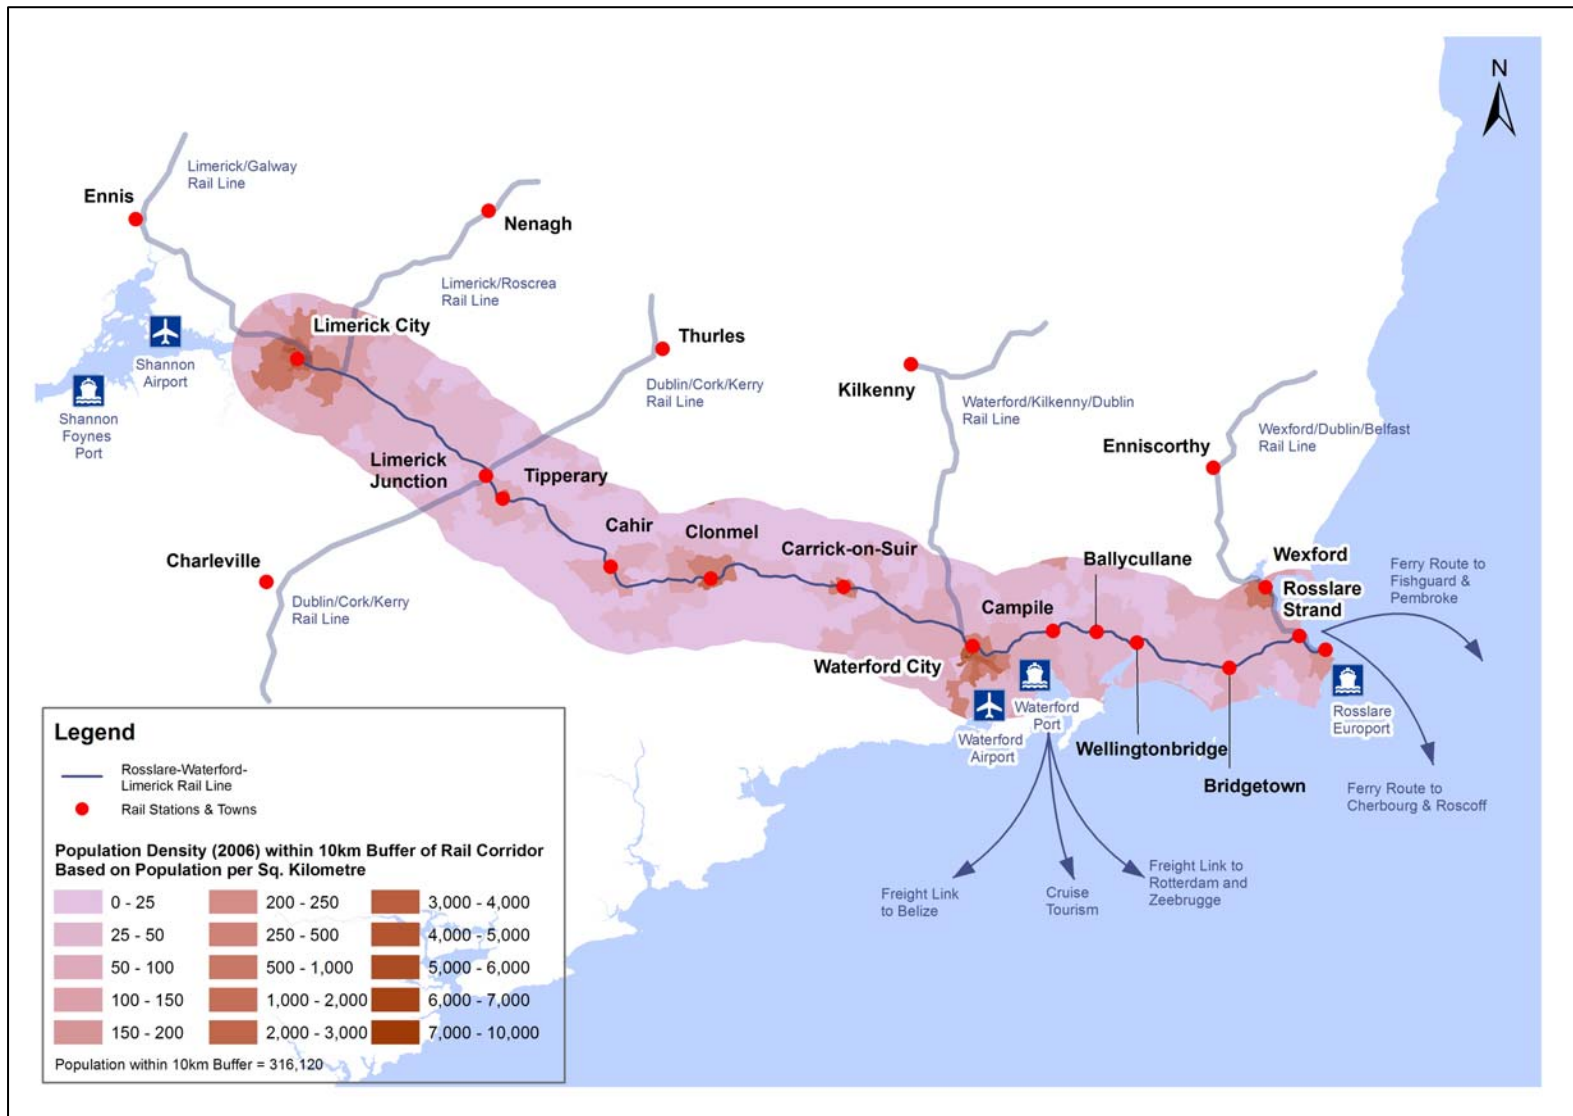 N
Limerick/Galway
Rail Line
Ennis
Nenagh
Limerick/Roscrea
Rail Line
Limerick City
Shannon
Airport
Shannon
Foynes
Port
Thurles
Dublin/Cork/Kerry
Rail Line
Kilkenny
Waterford/Kilkenny/Dublin
Rail Line
Enniscorthy
Wexford/Dublin/Belfast
Rail Line
Limerick
Junction
Tipperary
Cahir
Clonmel
Carrick-on-Suir
Charleville
Dublin/Cork/Kerry
Rail Line
Ballycullane
Wexford
Rosslare
Strand
Ferry Route to
Fishguard &
Pembroke
Campile
Waterford City
Waterford
Port
Waterford
Airport
Wellingtonbridge
Bridgetown
Rosslare
Europort
Ferry Route to
Cherbourg & Roscoff
Freight Link
to Belize
Cruise
Tourism
Freight Link to
Rotterdam and
Zeebrugge
Legend
Rosslare-Waterford-
Limerick Rail Line
Rail Stations & Towns
Population Density (2006) within 10km Buffer of Rail Corridor
Based on Population per Sq. Kilometre
0 - 25
25 - 50
50 - 100
100 - 150
150 - 200
200 - 250
250 - 500
500 - 1,000
1,000 - 2,000
2,000 - 3,000
3,000 - 4,000
4,000 - 5,000
5,000 - 6,000
6,000 - 7,000
7,000 - 10,000
Population within 10km Buffer = 316,120